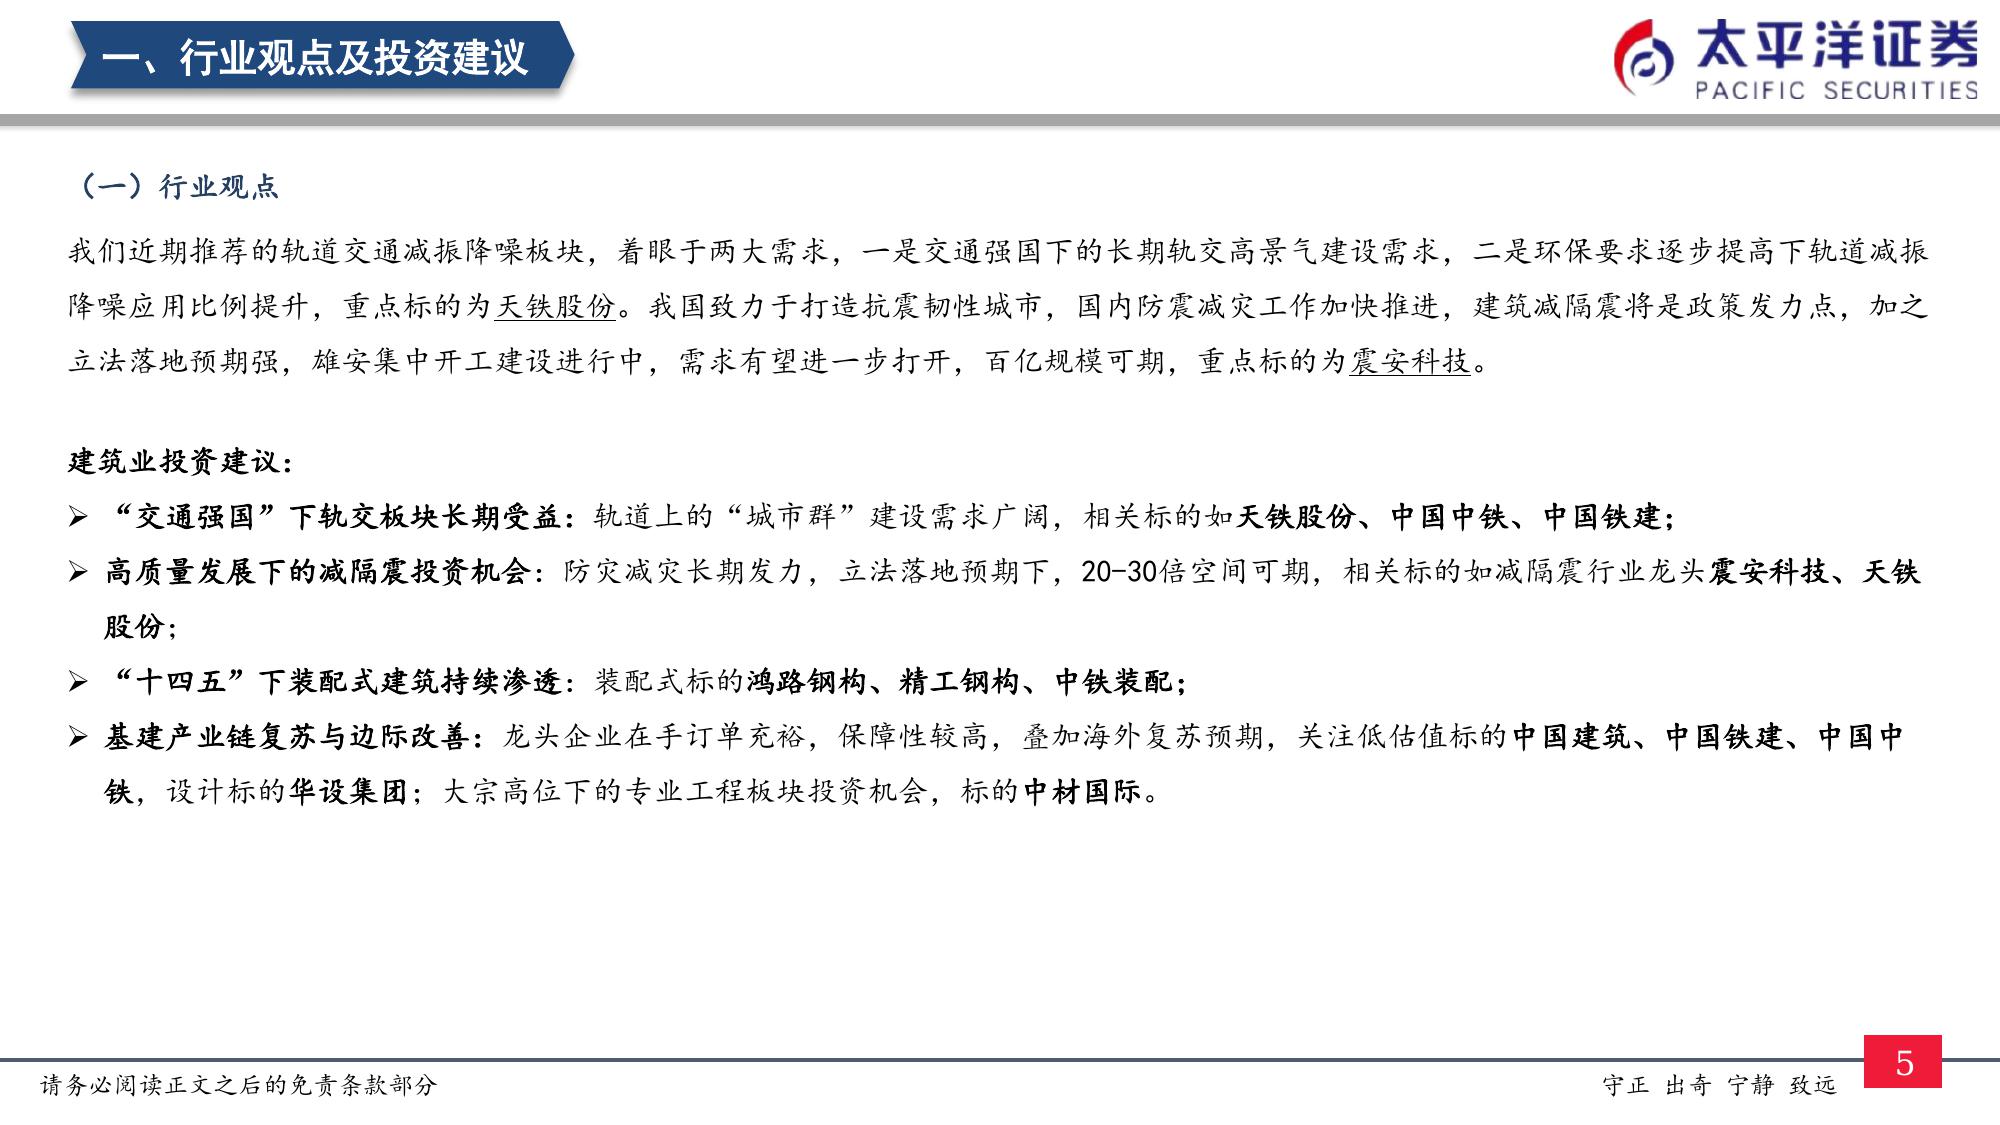 一、行业观点及投资建议
太平洋证券
PACIFIC SECURITIES
（一）行业观点
我们近期推荐的轨道交通减振降噪板块，着眼于两大需求，一是交通强国下的长期轨交高景气建设需求，二是环保要求逐步提高下轨道减振
降噪应用比例提升，重点标的为天铁股份。我国致力于打造抗震韧性城市，国内防震减灾工作加快推进，建筑减隔震将是政策发力点，加之
立法落地预期强，雄安集中开工建设进行中，需求有望进一步打开，百亿规模可期，重点标的为震安科技。
建筑业投资建议：
➢ “交通强国”下轨交板块长期受益：轨道上的“城市群”建设需求广阔，相关标的如天铁股份、中国中铁、中国铁建；
➢ 高质量发展下的减隔震投资机会：防灾减灾长期发力，立法落地预期下，20-30倍空间可期，相关标的如减隔震行业龙头震安科技、天铁
股份；
➢ “十四五”下装配式建筑持续渗透：装配式标的鸿路钢构、精工钢构、中铁装配；
➢ 基建产业链复苏与边际改善：龙头企业在手订单充裕，保障性较高，叠加海外复苏预期，关注低估值标的中国建筑、中国铁建、中国中
铁，设计标的华设集团；大宗高位下的专业工程板块投资机会，标的中材国际。
请务必阅读正文之后的免责条款部分
守正 出奇 宁静 致远
5